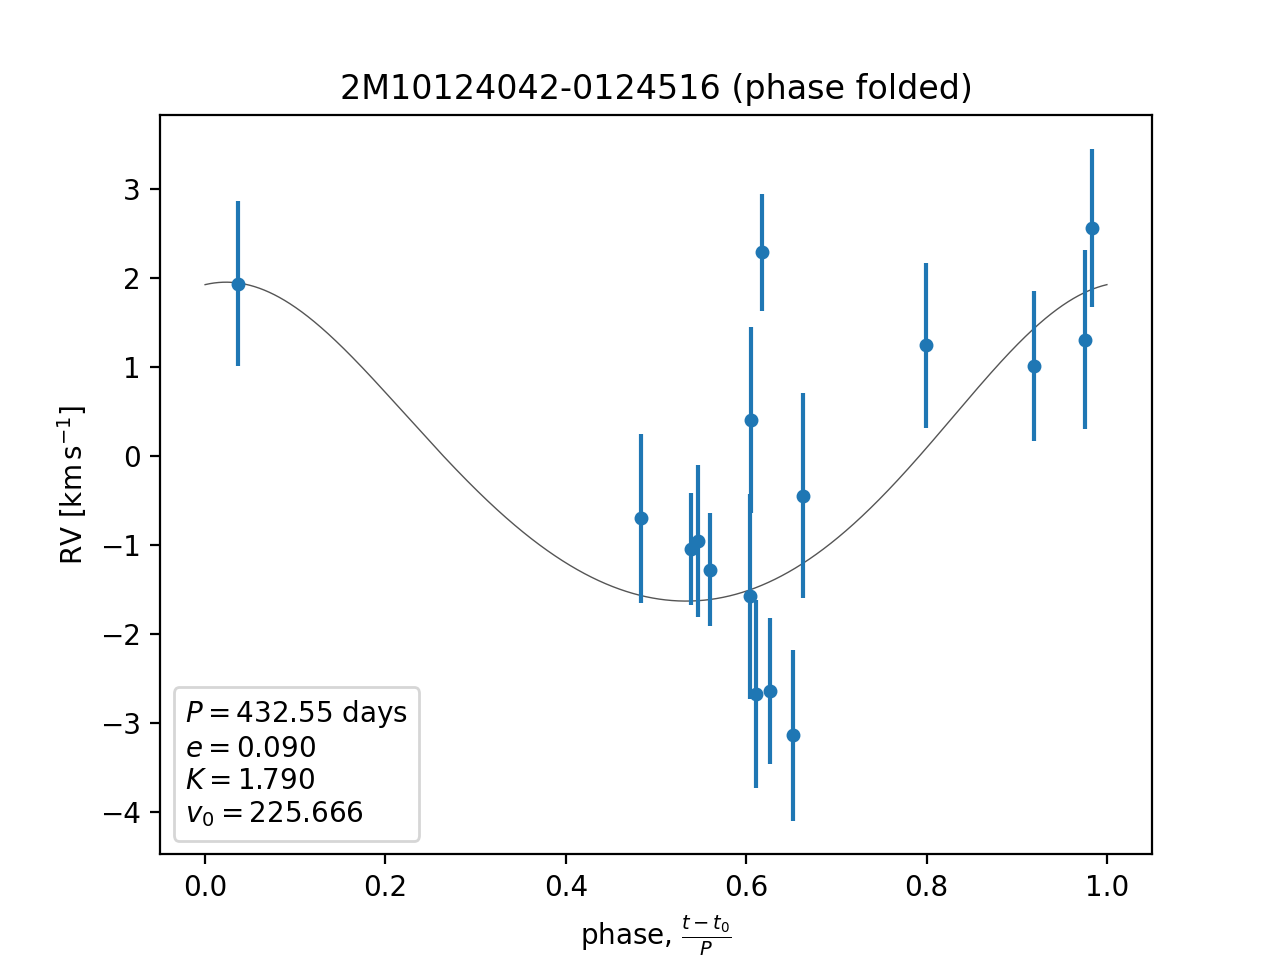 2M10124042-0124516 (phase folded)
3
2
1
0
−1
−2
−3
−4
RV [km s⁻¹]
P = 432.55 days
e = 0.090
K = 1.790
v₀ = 225.666
0.0 0.2 0.4 0.6 0.8 1.0
phase, (t − t₀)/P